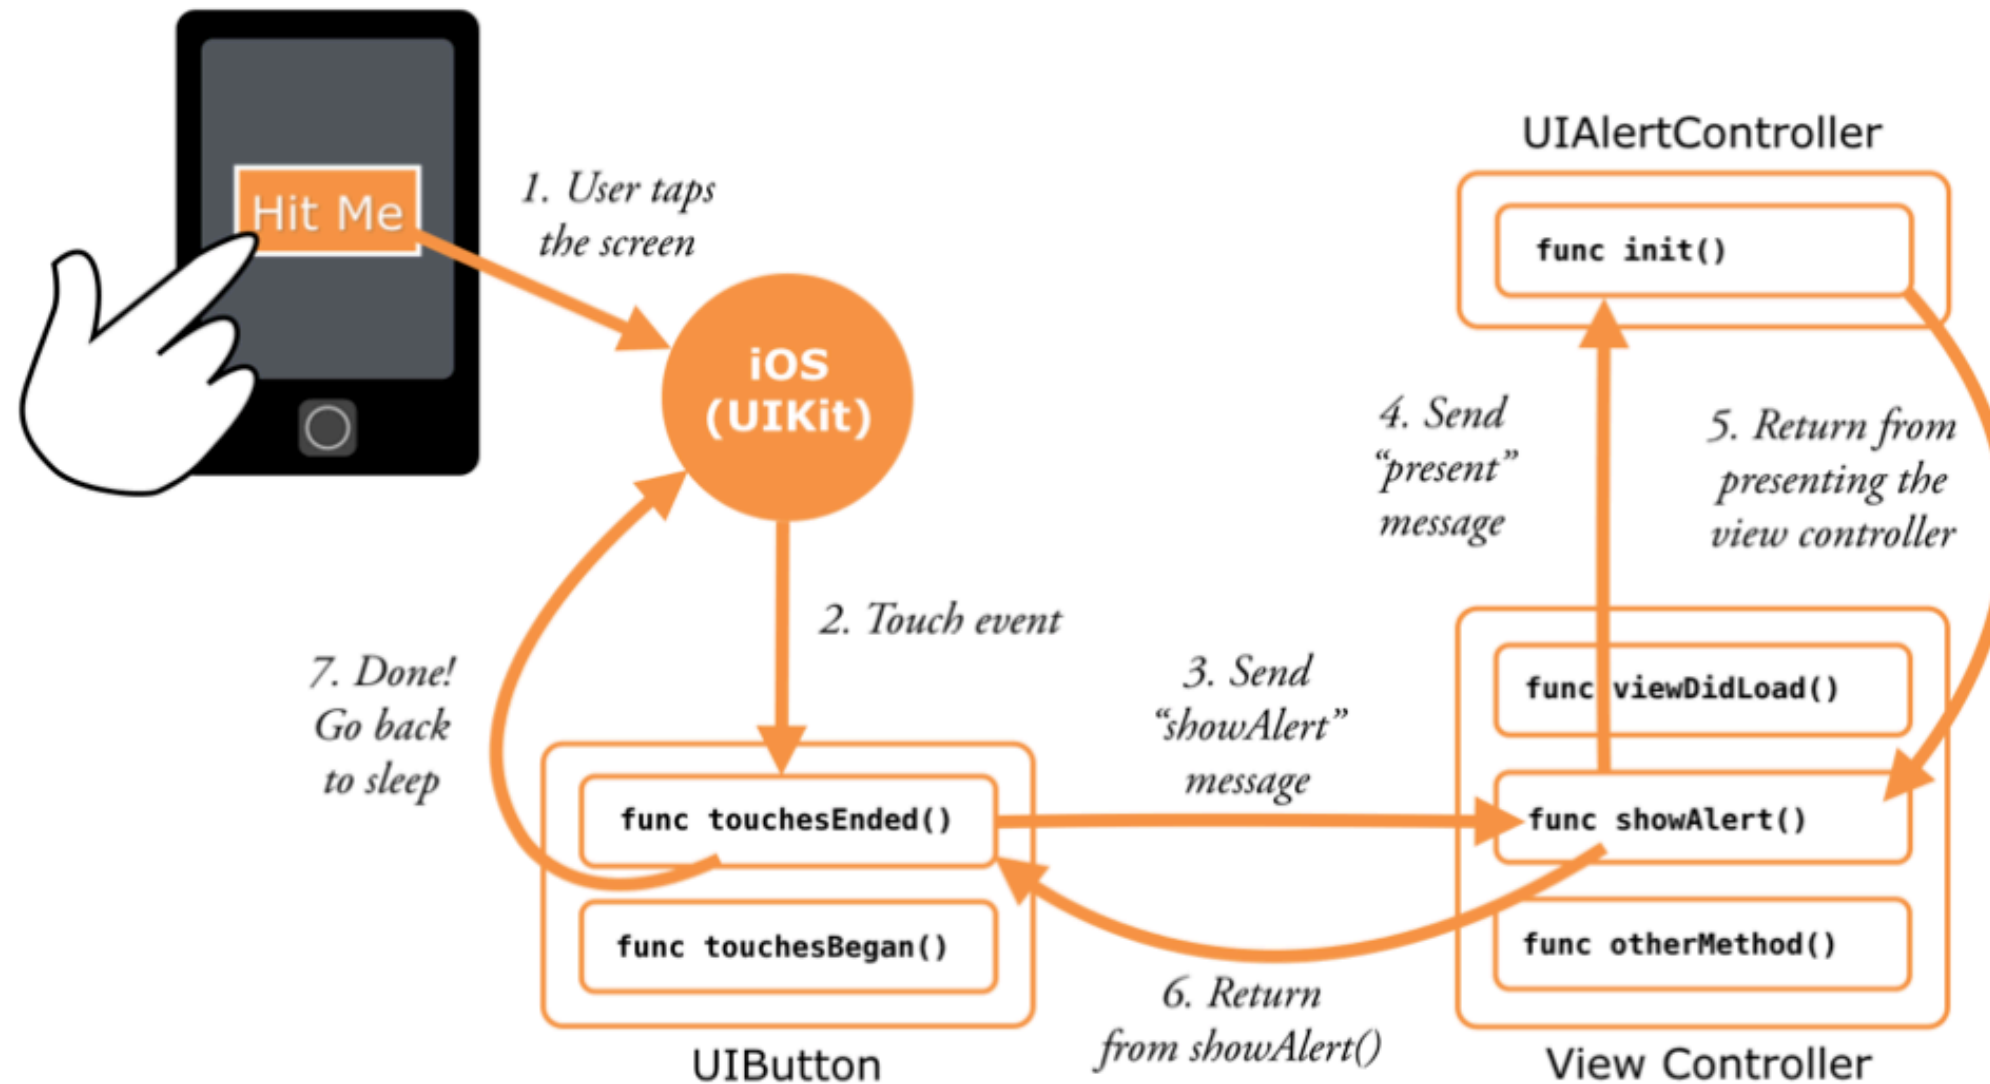 Hit Me
1. User taps
the screen
iOS
(UIKit)
2. Touch event
7. Done!
Go back
to sleep
func touchesEnded()
func touchesBegan()
UIButton
3. Send
“showAlert”
message
6. Return
from showAlert()
UIAlertController
func init()
4. Send
“present”
message
5. Return from
presenting the
view controller
func viewDidLoad()
func showAlert()
func otherMethod()
View Controller